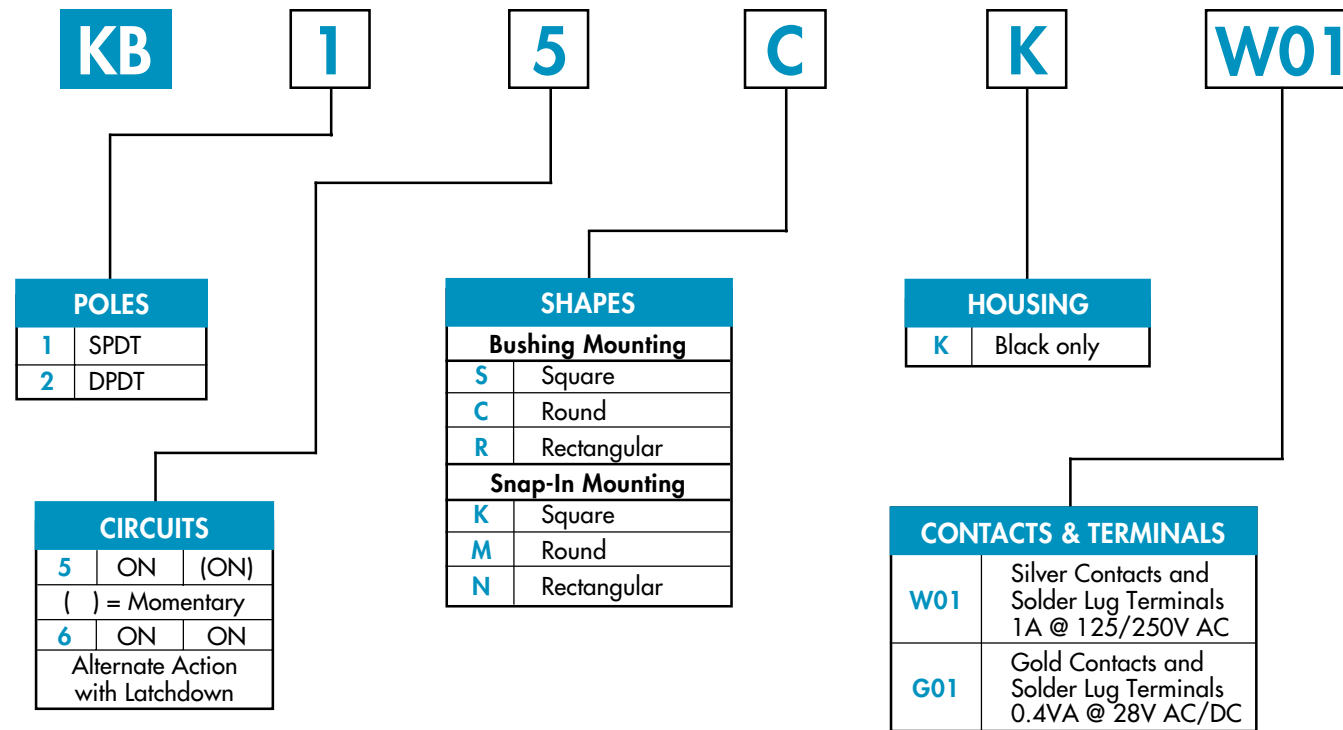 KB 1 5 C K W01
POLES
1 SPDT
2 DPDT
CIRCUITS
5 ON (ON)
( ) = Momentary
6 ON ON
Alternate Action
with Latchdown
SHAPES
Bushing Mounting
S Square
C Round
R Rectangular
Snap-In Mounting
K Square
M Round
N Rectangular
HOUSING
K Black only
CONTACTS & TERMINALS
W01 Silver Contacts and
Solder Lug Terminals
1A @ 125/250V AC
G01 Gold Contacts and
Solder Lug Terminals
0.4VA @ 28V AC/DC